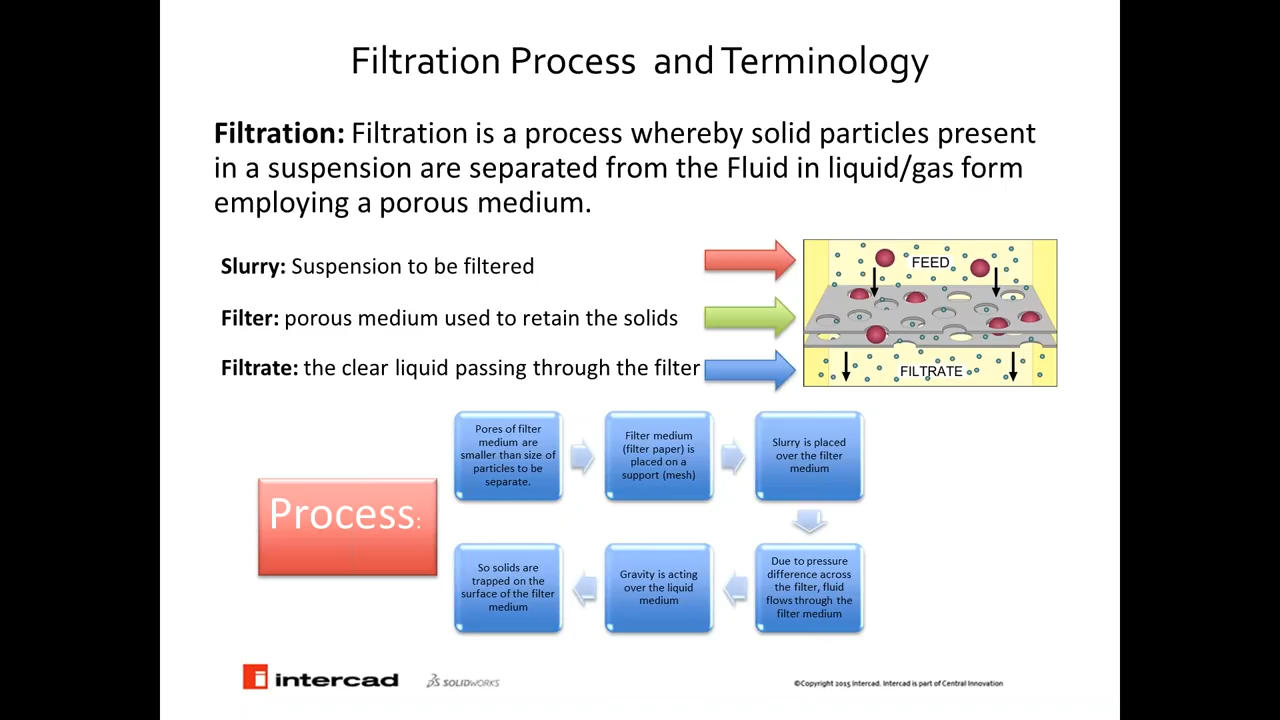 Filtration Process and Terminology
Filtration: Filtration is a process whereby solid particles present
in a suspension are separated from the Fluid in liquid/gas form
employing a porous medium.
Slurry: Suspension to be filtered
Filter: porous medium used to retain the solids
Filtrate: the clear liquid passing through the filter
FEED
FILTRATE
Process:
Pores of filter
medium are
smaller than size of
particles to be
separate.
Filter medium
(filter paper) is
placed on a
support (mesh)
Slurry is placed
over the filter
medium
Due to pressure
difference across
the filter, fluid
flows through the
filter medium
Gravity is acting
over the liquid
medium
So solids are
trapped on the
surface of the filter
medium
intercad
SOLIDWORKS
©Copyright 2015 Intercad. Intercad is part of Central Innovation